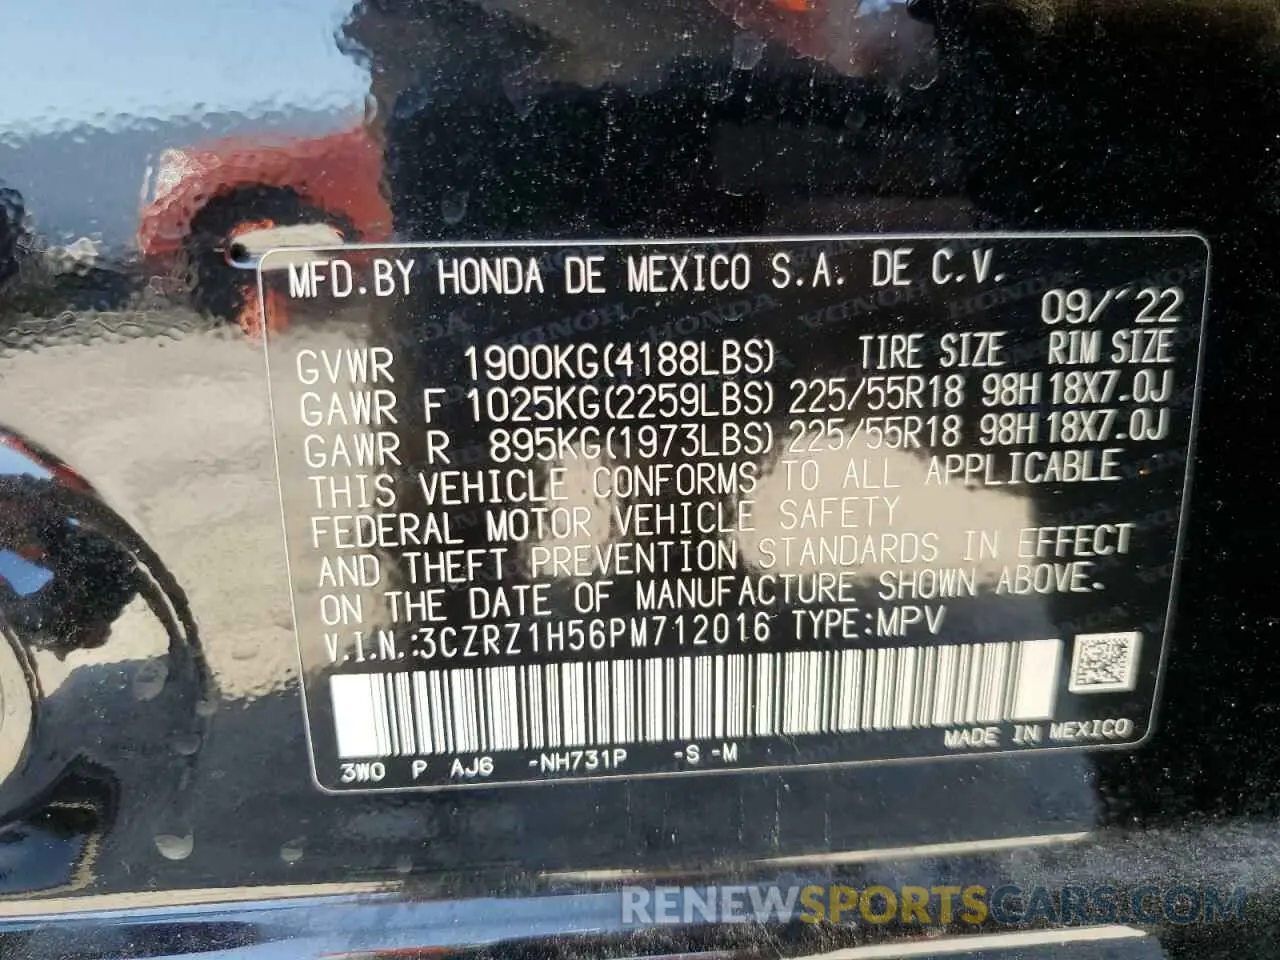 MFD.BY HONDA DE MEXICO S.A. DE C.V.
09/ '22
GVWR 1900KG(4188LBS) TIRE SIZE RIM SIZE
GAWR F 1025KG(2259LBS) 225/55R18 98H 18X7.0J
GAWR R 895KG(1973LBS) 225/55R18 98H 18X7.0J
THIS VEHICLE CONFORMS TO ALL APPLICABLE
FEDERAL MOTOR VEHICLE SAFETY
AND THEFT PREVENTION STANDARDS IN EFFECT
ON THE DATE OF MANUFACTURE SHOWN ABOVE.
V.I.N.:3CZRZ1H56PM712016 TYPE:MPV
MADE IN MEXICO
3W0 P AJ6 -NH731P -S -M
RENEWSPORTSCARS.COM